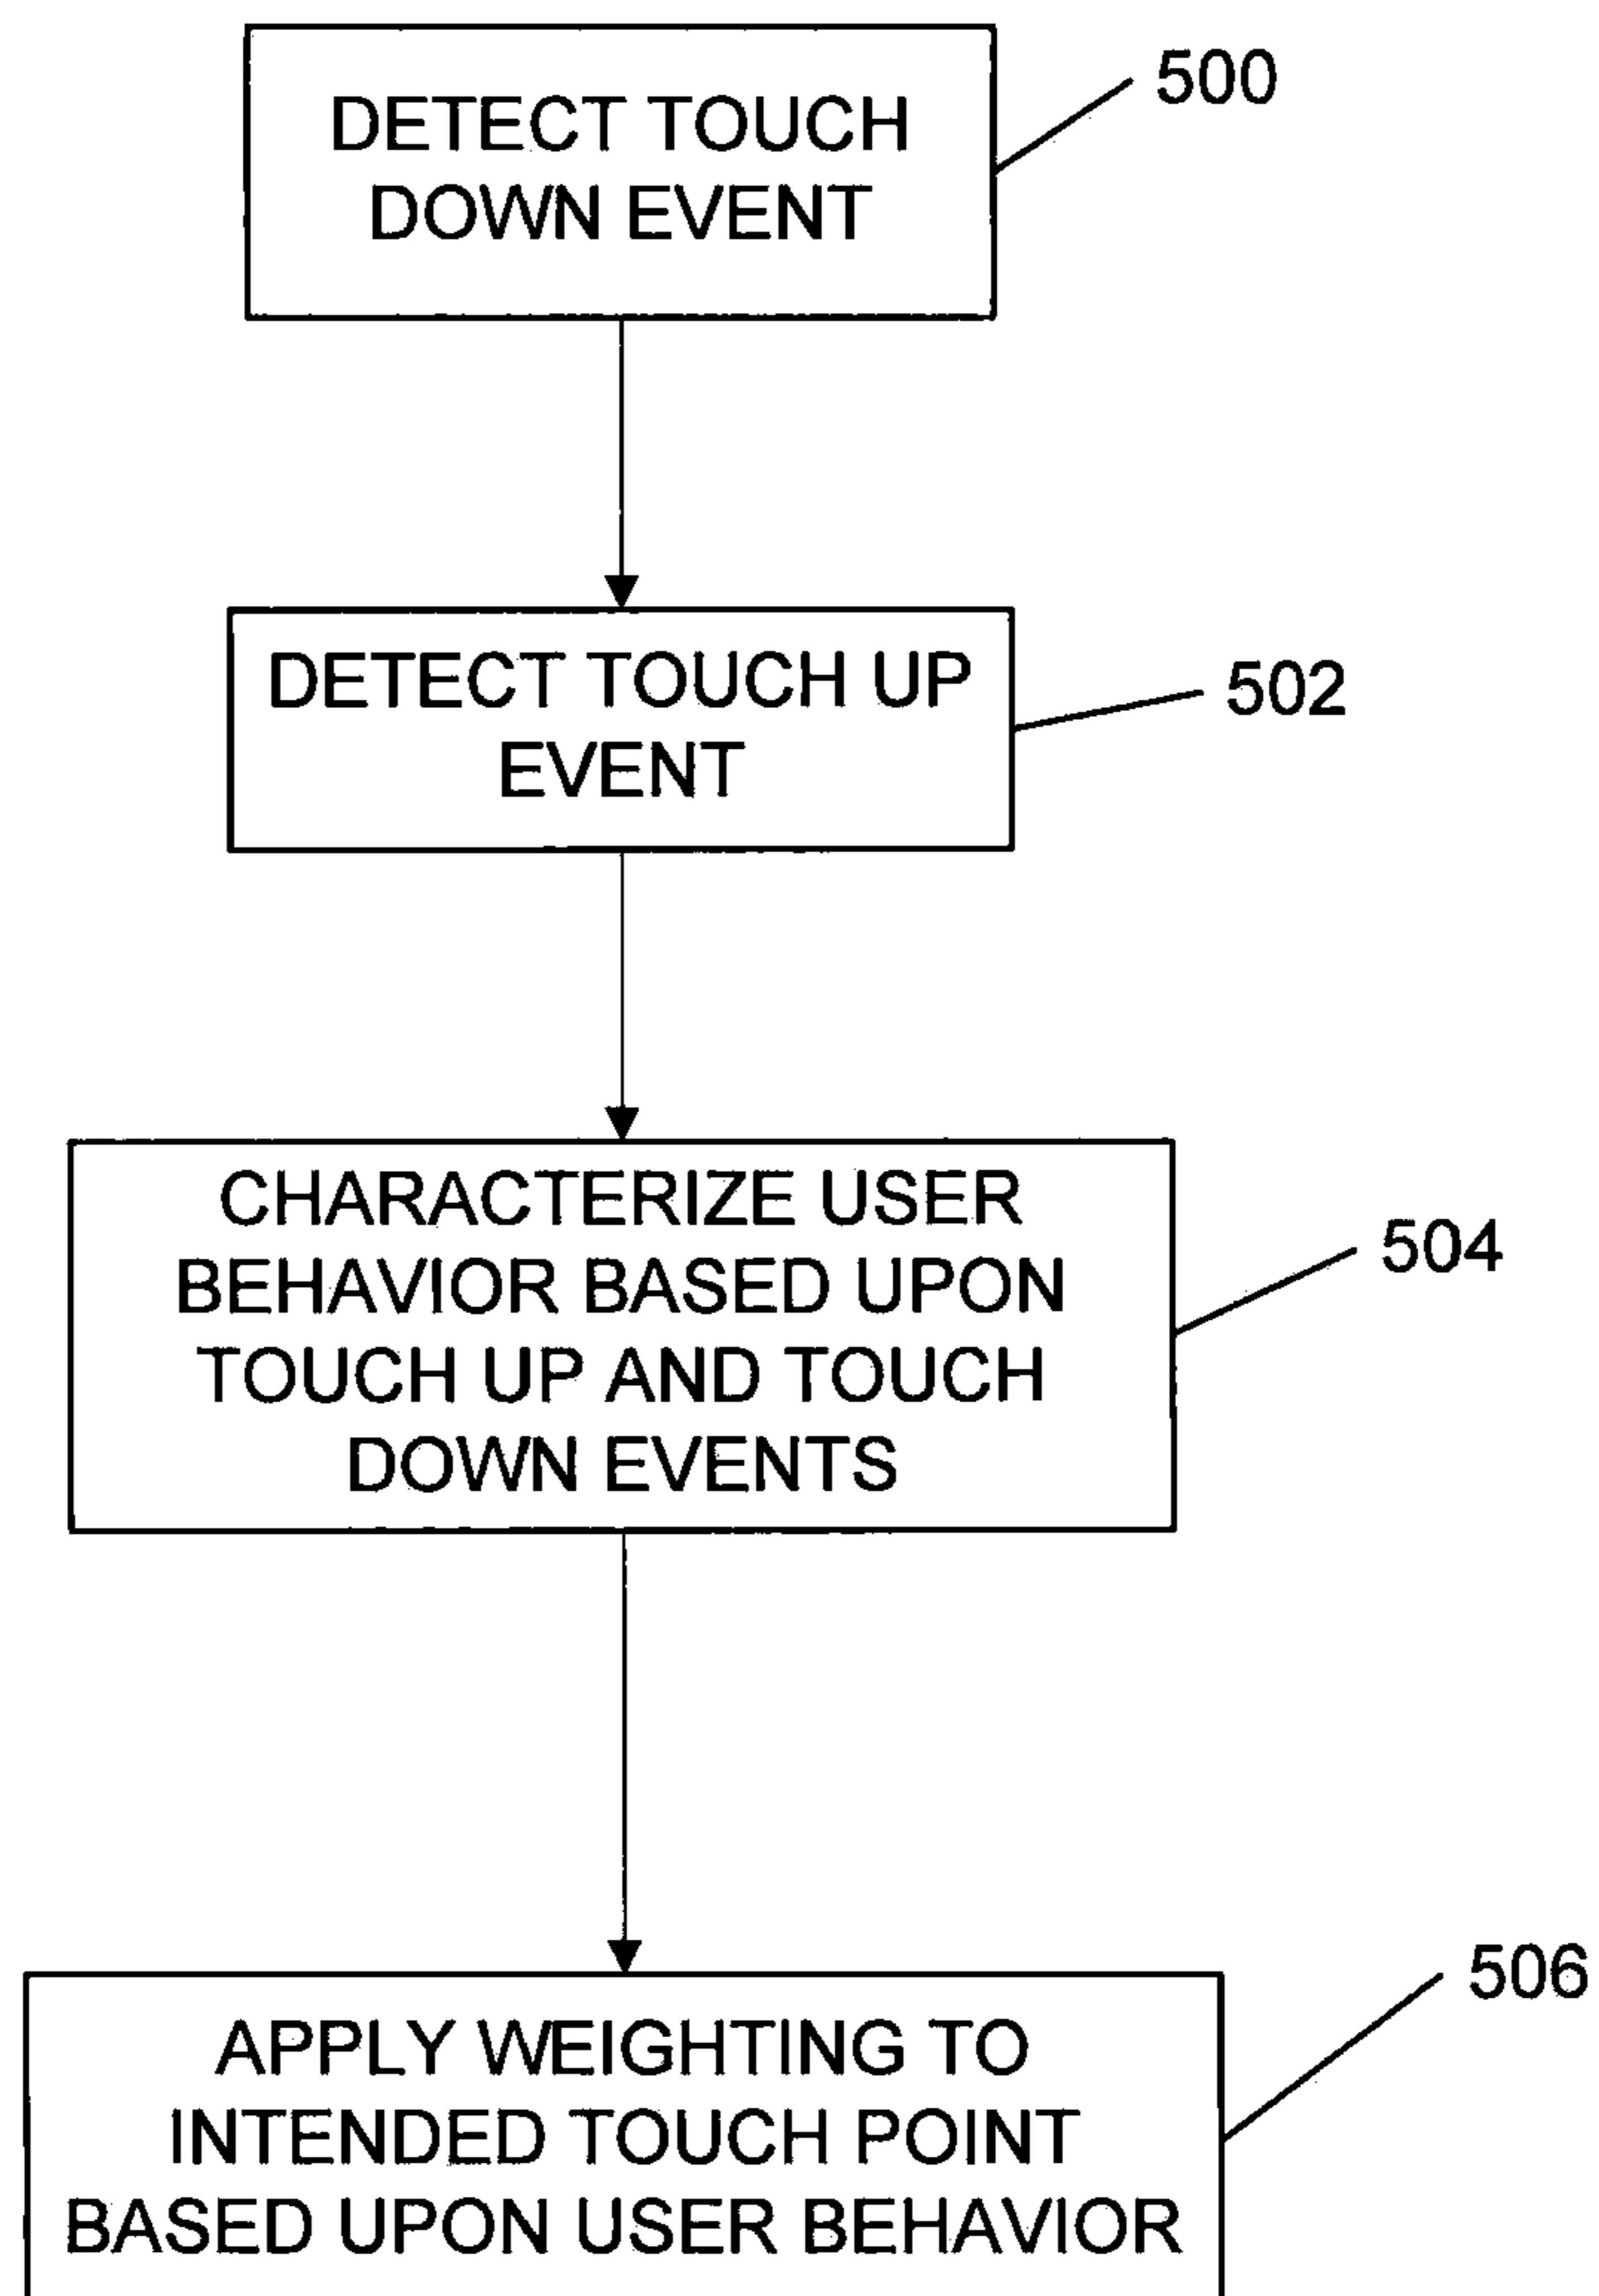 DETECT TOUCH
DOWN EVENT
500
DETECT TOUCH UP
EVENT
502
CHARACTERIZE USER
BEHAVIOR BASED UPON
TOUCH UP AND TOUCH
DOWN EVENTS
504
APPLY WEIGHTING TO
INTENDED TOUCH POINT
BASED UPON USER BEHAVIOR
506